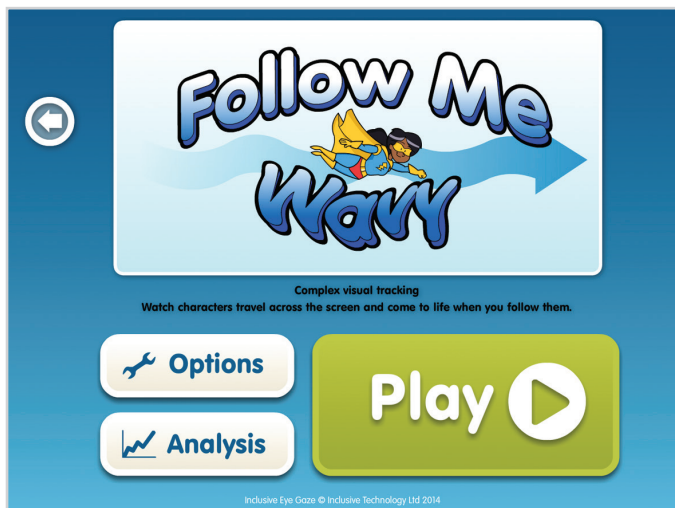 Follow Me
Wavy
Complex visual tracking
Watch characters travel across the screen and come to life when you follow them.
Options
Play
Analysis
Inclusive Eye Gaze © Inclusive Technology Ltd 2014